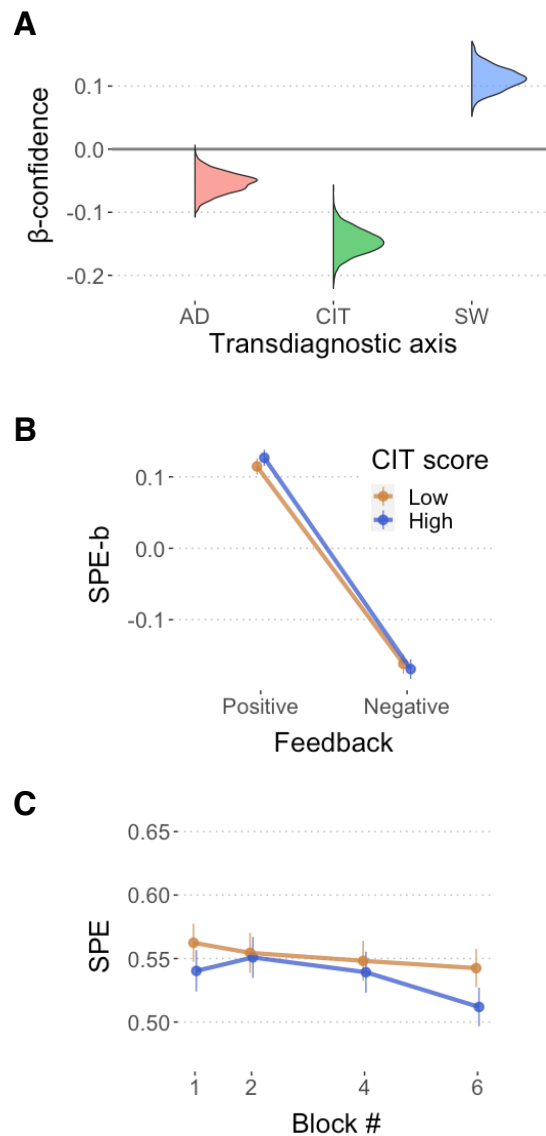 A
β-confidence
0.1
0.0
-0.1
-0.2
AD CIT SW
Transdiagnostic axis
B
SPE-b
0.1
0.0
-0.1
CIT score
Low
High
Positive Negative
Feedback
C
SPE
0.65
0.60
0.55
0.50
1 2 4 6
Block #